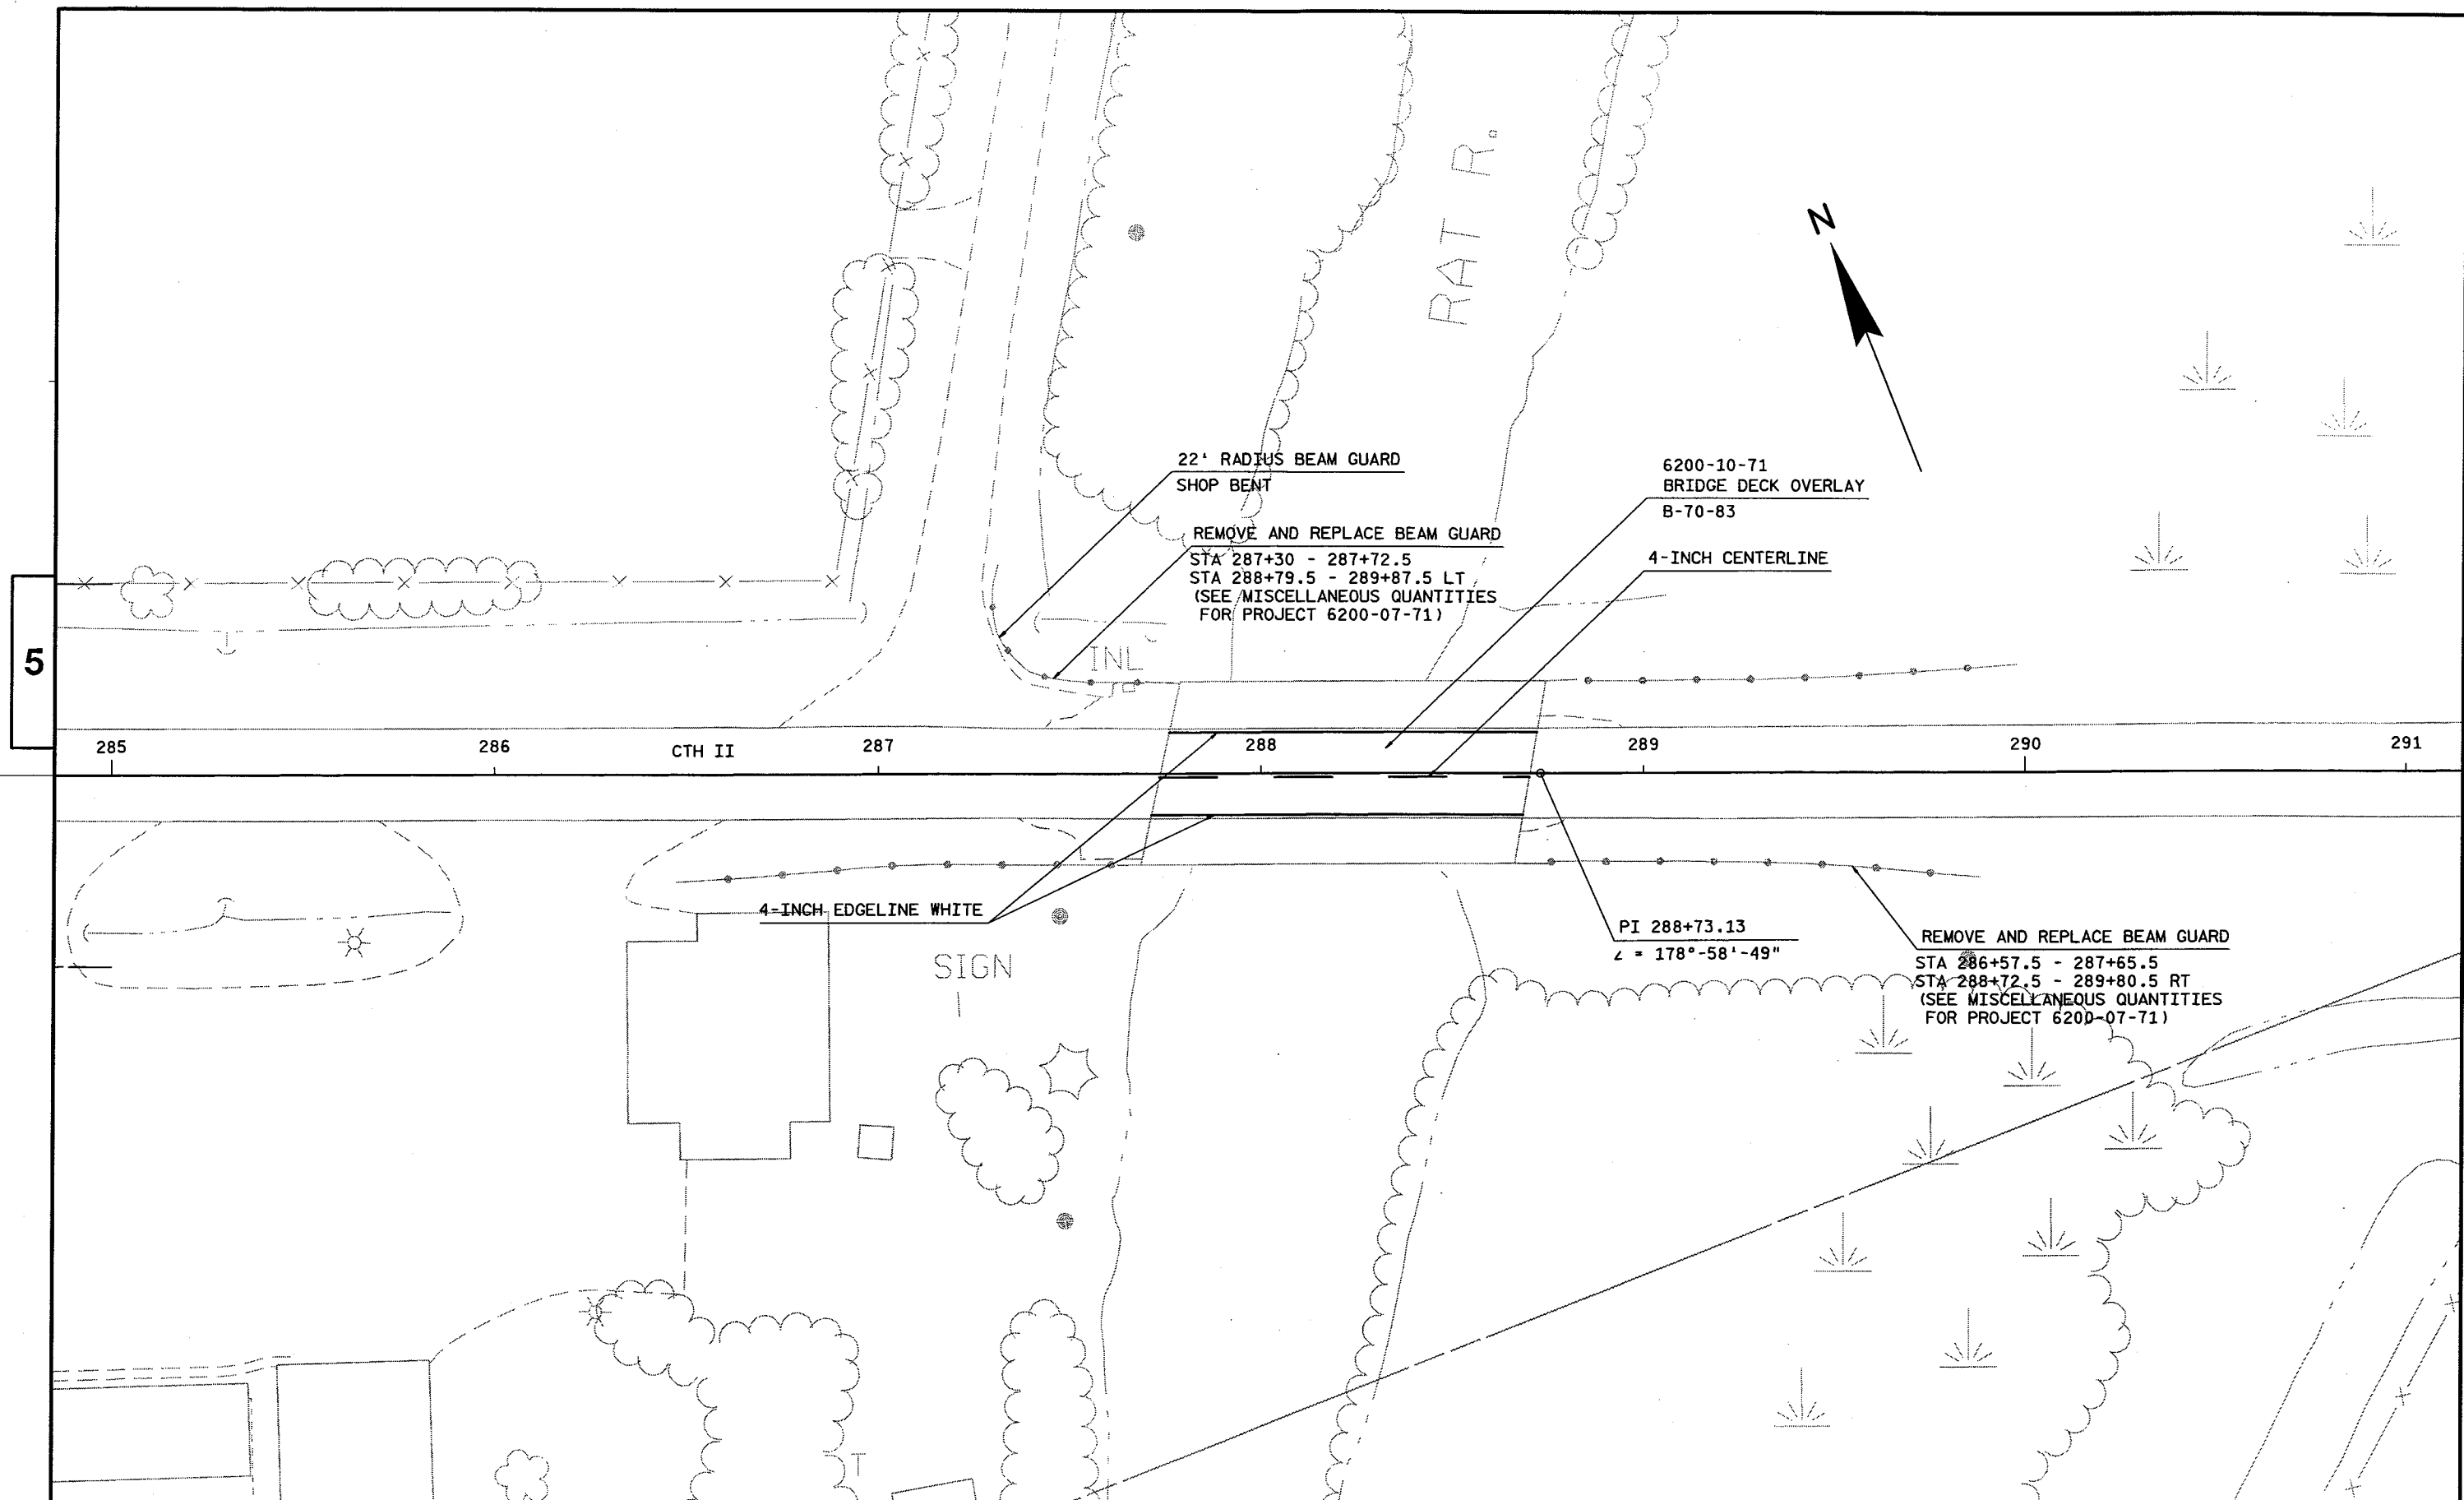 N
RAT R.
22' RADIUS BEAM GUARD
SHOP BENT
6200-10-71
BRIDGE DECK OVERLAY
B-70-83
REMOVE AND REPLACE BEAM GUARD
STA 287+30 - 287+72.5
STA 288+79.5 - 289+87.5 LT
(SEE MISCELLANEOUS QUANTITIES
FOR PROJECT 6200-07-71)
4-INCH CENTERLINE
5
INL
285
286
CTH II
287
288
289
290
291
4-INCH EDGELINE WHITE
PI 288+73.13
∠ = 178°-58'-49"
REMOVE AND REPLACE BEAM GUARD
STA 286+57.5 - 287+65.5
STA 288+72.5 - 289+80.5 RT
(SEE MISCELLANEOUS QUANTITIES
FOR PROJECT 6200-07-71)
SIGN
T